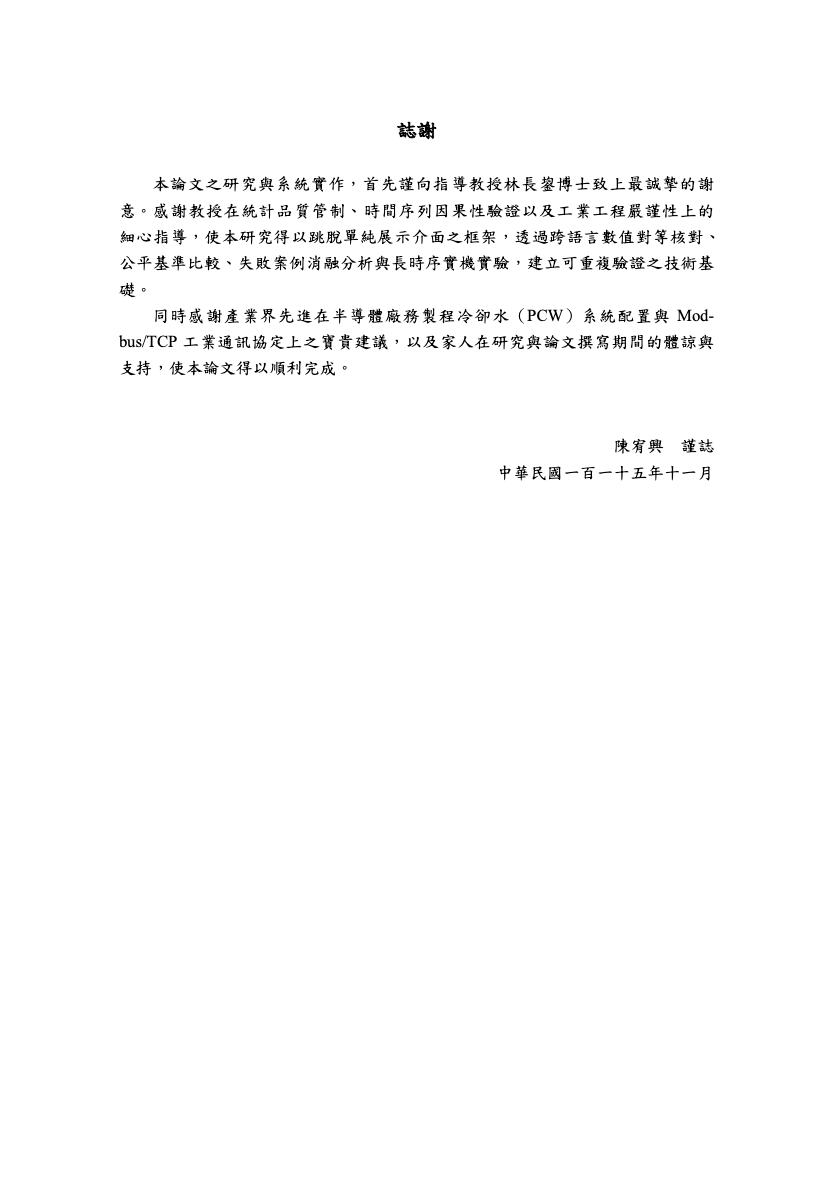 誌謝
本論文之研究與系統實作，首先謹向指導教授林長鋆博士致上最誠摯的謝
意。感謝教授在統計品質管制、時間序列因果性驗證以及工業工程嚴謹性上的
細心指導，使本研究得以跳脫單純展示介面之框架，透過跨語言數值對等核對、
公平基準比較、失敗案例消融分析與長時序實機實驗，建立可重複驗證之技術基
礎。
同時感謝產業界先進在半導體廠務製程冷卻水（PCW）系統配置與 Mod-
bus/TCP 工業通訊協定上之寶貴建議，以及家人在研究與論文撰寫期間的體諒與
支持，使本論文得以順利完成。
陳宥興　謹誌
中華民國一百一十五年十一月